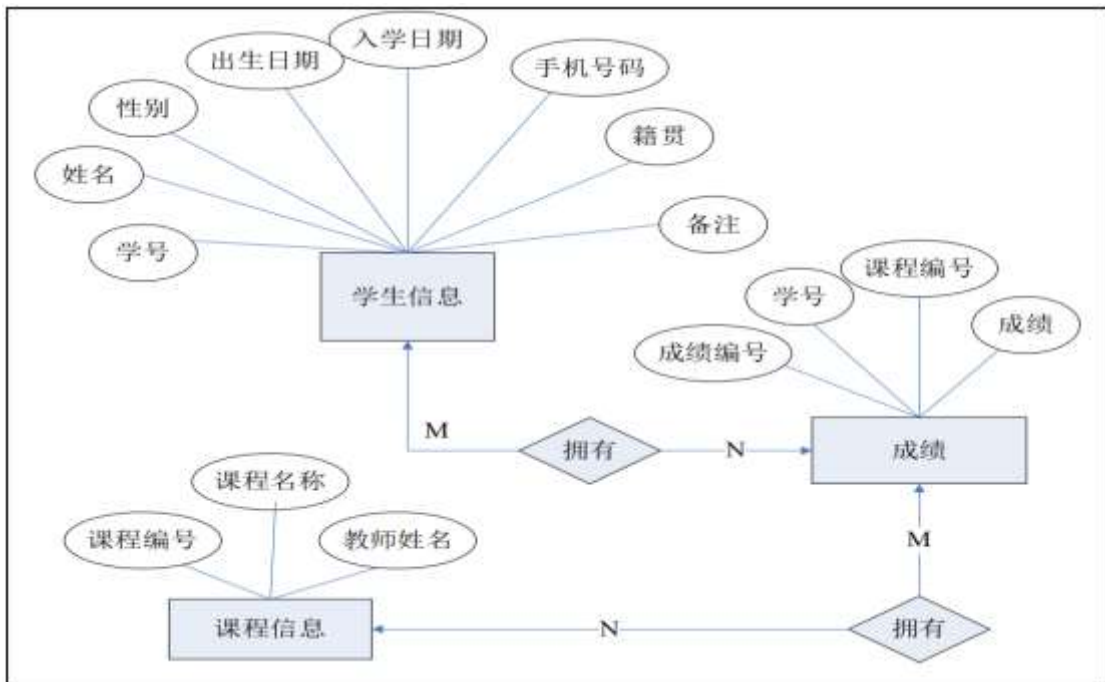 入学日期
出生日期
手机号码
性别
籍贯
姓名
备注
学号
学生信息
课程编号
学号
成绩
成绩编号
M
拥有
N
成绩
课程名称
课程编号
教师姓名
M
课程信息
N
拥有